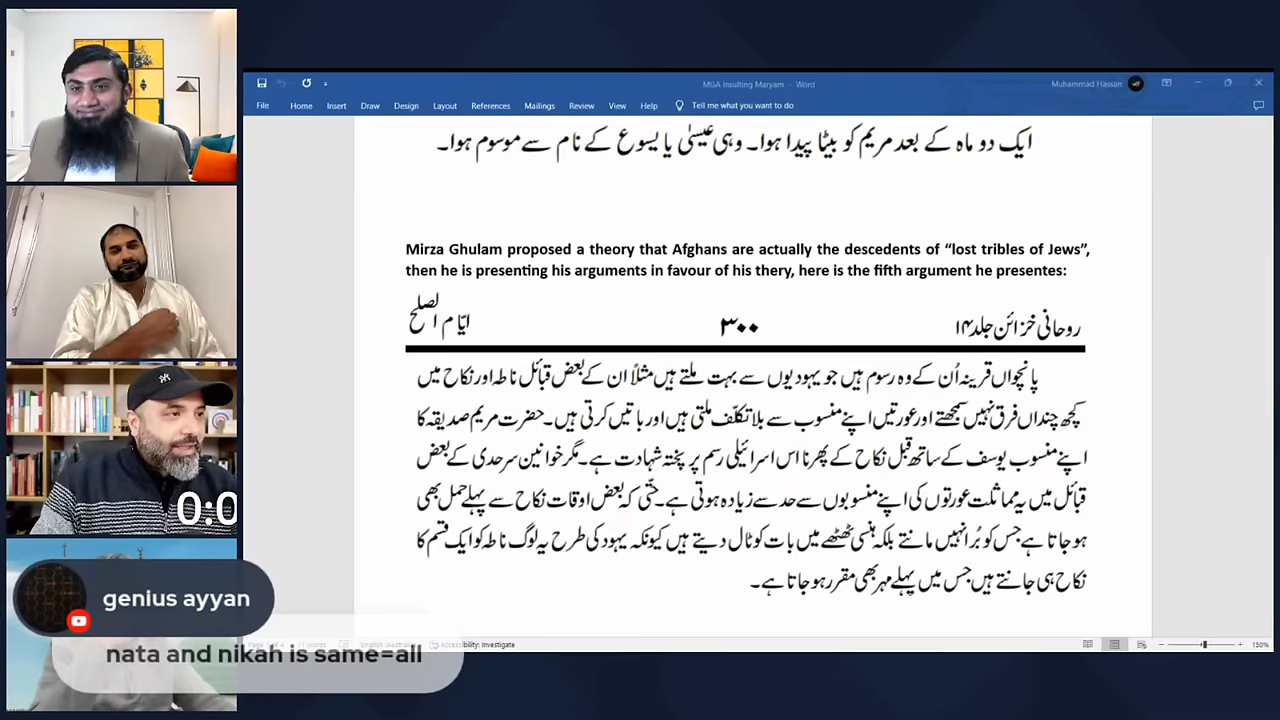 MGA Insulting Maryam - Word
Muhammad Hassan
File Home Insert Draw Design Layout References Mailings Review View Help Tell me what you want to do
ایک دو ماہ کے بعد مریم کو بیٹا پیدا ہوا۔ وہی عیسیٰ یا یسوع کے نام سے موسوم ہوا۔
Mirza Ghulam proposed a theory that Afghans are actually the descedents of “lost tribles of Jews”,
then he is presenting his arguments in favour of his thery, here is the fifth argument he presentes:
روحانی خزائن جلد ۱۴ ۳۰۰ ایّام الصلح
پانچواں قرینہ اُن کے وہ رسوم ہیں جو یہودیوں سے بہت ملتے ہیں مثلاً ان کے بعض قبائل ناطہ اور نکاح میں
کچھ چنداں فرق نہیں سمجھتے اور عورتیں اپنے منسوب سے بلا تکلّف ملتی ہیں اور باتیں کرتی ہیں۔ حضرت مریم صدیقہ کا
اپنے منسوب یوسف کے ساتھ قبل نکاح کے پھرنا اس اسرائیلی رسم پر پختہ شہادت ہے۔ مگر خوانین سرحدی کے بعض
قبائل میں یہ مماثلت عورتوں کی اپنے منسوبوں سے حد سے زیادہ ہوتی ہے۔ حتّٰی کہ بعض اوقات نکاح سے پہلے حمل بھی
ہو جاتا ہے جس کو بُرا نہیں مانتے بلکہ ہنسی ٹھٹھے میں بات کو ٹال دیتے ہیں کیونکہ یہود کی طرح یہ لوگ ناطہ کو ایک قسم کا
نکاح ہی جانتے ہیں جس میں پہلے مہر بھی مقرر ہو جاتا ہے۔
0:0
genius ayyan
nata and nikah is same=all
Accessibility: Investigate
150%